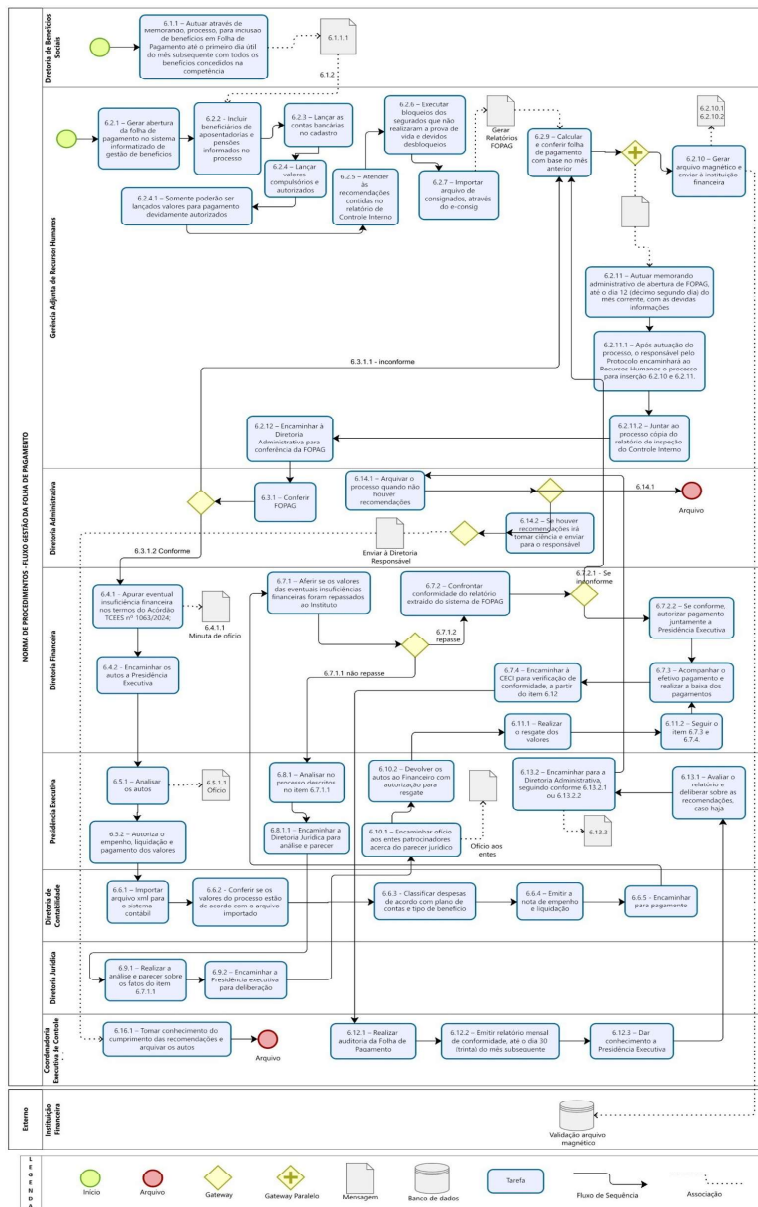 NORMA DE PROCEDIMENTOS - FLUXO GESTÃO DA FOLHA DE PAGAMENTO
Diretoria de Benefícios
Sociais
6.1.1 – Autuar através de
Memorando, processo, para inclusão
de benefícios em Folha de
Pagamento até o primeiro dia útil
do mês subsequente com todos os
benefícios concedidos na
competência
6.1.1.1
6.1.2
Gerência Adjunta de Recursos Humanos
6.2.1 – Gerar abertura
da folha de
pagamento no sistema
informatizado de
gestão de benefícios
6.2.2 - Incluir
beneficiários de
aposentadorias e
pensões informados no
processo
6.2.3 – Lançar as
contas bancárias no
cadastro
6.2.4 – Lançar
valores
compulsórios e
autorizados
6.2.4.1 – Somente poderão ser
lançados valores para pagamento
devidamente autorizados
6.2.5 – Atender
às
recomendações
contidas no
relatório de
Controle Interno
6.2.6 – Executar
bloqueios dos
segurados que não
realizaram a prova de
vida e devidos
desbloqueios
6.2.7 – Importar
arquivo de
consignados, através
do e-consig
Gerar
Relatórios
FOPAG
6.2.9 – Calcular
e conferir folha
de pagamento
com base no mês
anterior
6.2.10.1
6.2.10.2
6.2.10 – Gerar
arquivo magnético e
enviar à instituição
financeira
6.2.11 – Autuar memorando
administrativo de abertura de FOPAG,
até o dia 12 (décimo segundo dia) do
mês corrente, com as devidas
informações
6.2.11.1 – Após autuação do
processo, o responsável pelo
Protocolo encaminhará ao
Recursos Humanos o processo
para inserção 6.2.10 e 6.2.11.
6.2.11.2 – Juntar ao
processo cópia do
relatório de inspeção
do Controle Interno
6.3.1.1 - inconforme
6.2.12 – Encaminhar à
Diretoria
Administrativa para
conferência da FOPAG
Diretoria Administrativa
6.3.1 – Conferir
FOPAG
6.14.1 – Arquivar o
processo quando não
houver recomendações
6.14.1
Arquivo
6.14.2 – Se houver
recomendações irá
tomar ciência e enviar
para o responsável
Enviar à Diretoria
Responsável
6.3.1.2 Conforme
Diretoria Financeira
6.4.1 - Apurar eventual
insuficiência financeira
nos termos do Acórdão
TCEES nº 1063/2024;
6.4.1.1
Minuta de ofício
6.4.2 - Encaminhar os
autos a Presidência
Executiva
6.7.1 – Aferir se os valores
das eventuais insuficiências
financeiras foram repassados ao
Instituto
6.7.1.2
repasse
6.7.1.1 não repasse
6.7.2 – Confrontar
conformidade do relatório
extraído do sistema de FOPAG
6.7.2.1 - Se
inconforme
6.7.2.2 – Se conforme,
autorizar pagamento
juntamente a
Presidência Executiva
6.7.3 – Acompanhar o
efetivo pagamento e
realizar a baixa dos
pagamentos
6.7.4 – Encaminhar à
CECI para verificação de
conformidade, a partir
do item 6.12
6.11.1 – Realizar
o resgate dos
valores
6.11.2 – Seguir o
item 6.7.3 e
6.7.4.
Presidência Executiva
6.5.1 – Analisar
os autos
6.5.1.1
Ofício
6.5.2 – Autoriza o
empenho, liquidação e
pagamento dos valores
6.8.1 – Analisar no
processo descritos
no item 6.7.1.1
6.8.1.1 – Encaminhar a
Diretoria Jurídica para
análise e parecer
6.10.2 – Devolver os
autos ao Financeiro com
autorização para
resgate
6.10.1 – Encaminhar ofício
aos entes patrocinadores
acerca do parecer jurídico
Ofício aos
entes
6.13.2 – Encaminhar para a
Diretoria Administrativa,
seguindo conforme 6.13.2.1
ou 6.13.2.2
6.13.2
6.13.1 – Avaliar o
relatório e
deliberar sobre as
recomendações,
caso haja
Diretoria de
Contabilidade
6.6.1 – Importar
arquivo xml para
o sistema
contábil
6.6.2 – Conferir se os
valores do processo estão
de acordo com o arquivo
importado
6.6.3 – Classificar despesas
de acordo com plano de
contas e tipo de benefício
6.6.4 – Emitir a
nota de empenho
e liquidação
6.6.5 - Encaminhar
para pagamento
Diretoria Jurídica
6.9.1 – Realizar a
análise e parecer sobre
os fatos do item
6.7.1.1
6.9.2 – Encaminhar a
Presidência executiva
para deliberação
Coordenadoria
Executiva de Controle
6.16.1 – Tomar conhecimento do
cumprimento das recomendações e
arquivar os autos
Arquivo
6.12.1 – Realizar
auditoria da Folha de
Pagamento
6.12.2 – Emitir relatório mensal
de conformidade, até o dia 30
(trinta) do mês subsequente
6.12.3 – Dar
conhecimento a
Presidência Executiva
Externo
Instituição
Financeira
Validação arquivo
magnético
LEGENDA
Início
Arquivo
Gateway
Gateway Paralelo
Mensagem
Banco de dados
Tarefa
Fluxo de Sequência
Associação